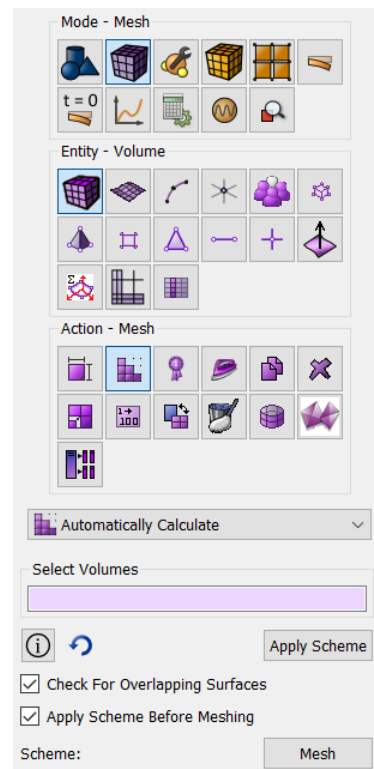 Mode - Mesh
t = 0
Entity - Volume
Σ
Action - Mesh
1→
100
Automatically Calculate
Select Volumes
i
Apply Scheme
Check For Overlapping Surfaces
Apply Scheme Before Meshing
Scheme:
Mesh